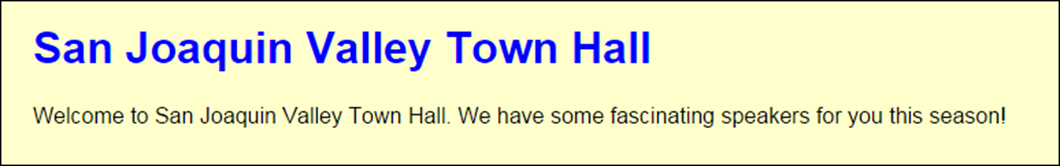 San Joaquin Valley Town Hall
Welcome to San Joaquin Valley Town Hall. We have some fascinating speakers for you this season!